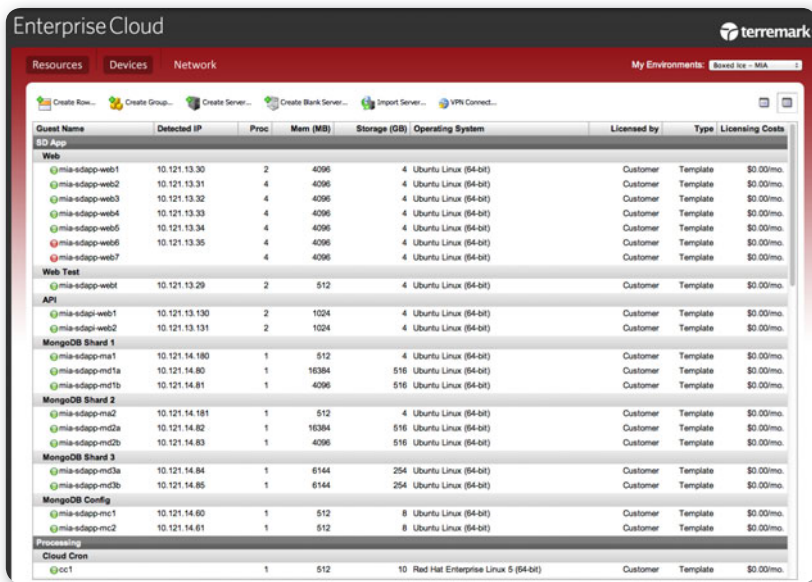 Enterprise Cloud
terremark
Resources Devices Network My Environments: Boxed Ice – MIA
Create Row... Create Group... Create Server... Create Blank Server... Import Server... VPN Connect...
Guest Name Detected IP Proc Mem (MB) Storage (GB) Operating System Licensed by Type Licensing Costs
SD App
Web
mia-sdapp-web1 10.121.13.30 2 4096 4 Ubuntu Linux (64-bit) Customer Template $0.00/mo.
mia-sdapp-web2 10.121.13.31 4 4096 4 Ubuntu Linux (64-bit) Customer Template $0.00/mo.
mia-sdapp-web3 10.121.13.32 4 4096 4 Ubuntu Linux (64-bit) Customer Template $0.00/mo.
mia-sdapp-web4 10.121.13.33 4 4096 4 Ubuntu Linux (64-bit) Customer Template $0.00/mo.
mia-sdapp-web5 10.121.13.34 4 4096 4 Ubuntu Linux (64-bit) Customer Template $0.00/mo.
mia-sdapp-web6 10.121.13.35 4 4096 4 Ubuntu Linux (64-bit) Customer Template $0.00/mo.
mia-sdapp-web7 4 4096 4 Ubuntu Linux (64-bit) Customer Template $0.00/mo.
Web Test
mia-sdapp-webt 10.121.13.29 2 512 4 Ubuntu Linux (64-bit) Customer Template $0.00/mo.
API
mia-sdapi-web1 10.121.13.130 2 1024 4 Ubuntu Linux (64-bit) Customer Template $0.00/mo.
mia-sdapi-web2 10.121.13.131 2 1024 4 Ubuntu Linux (64-bit) Customer Template $0.00/mo.
MongoDB Shard 1
mia-sdapp-ma1 10.121.14.180 1 512 4 Ubuntu Linux (64-bit) Customer Template $0.00/mo.
mia-sdapp-md1a 10.121.14.80 1 16384 516 Ubuntu Linux (64-bit) Customer Template $0.00/mo.
mia-sdapp-md1b 10.121.14.81 1 4096 516 Ubuntu Linux (64-bit) Customer Template $0.00/mo.
MongoDB Shard 2
mia-sdapp-ma2 10.121.14.181 1 512 4 Ubuntu Linux (64-bit) Customer Template $0.00/mo.
mia-sdapp-md2a 10.121.14.82 1 16384 516 Ubuntu Linux (64-bit) Customer Template $0.00/mo.
mia-sdapp-md2b 10.121.14.83 1 4096 516 Ubuntu Linux (64-bit) Customer Template $0.00/mo.
MongoDB Shard 3
mia-sdapp-md3a 10.121.14.84 1 6144 254 Ubuntu Linux (64-bit) Customer Template $0.00/mo.
mia-sdapp-md3b 10.121.14.85 1 6144 254 Ubuntu Linux (64-bit) Customer Template $0.00/mo.
MongoDB Config
mia-sdapp-mc1 10.121.14.60 1 512 8 Ubuntu Linux (64-bit) Customer Template $0.00/mo.
mia-sdapp-mc2 10.121.14.61 1 512 8 Ubuntu Linux (64-bit) Customer Template $0.00/mo.
Processing
Cloud Cron
cc1 1 512 10 Red Hat Enterprise Linux 5 (64-bit) Customer Template $0.00/mo.